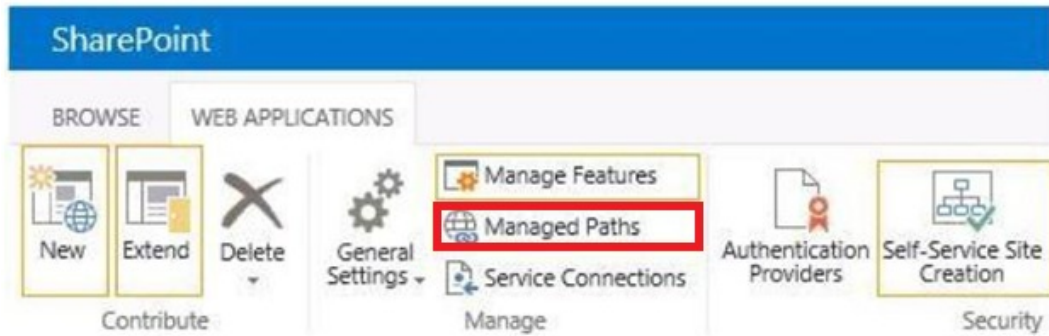 SharePoint
BROWSE
WEB APPLICATIONS
New
Extend
Delete
General
Settings
Manage Features
Managed Paths
Service Connections
Authentication
Providers
Self-Service Site
Creation
Contribute
Manage
Security